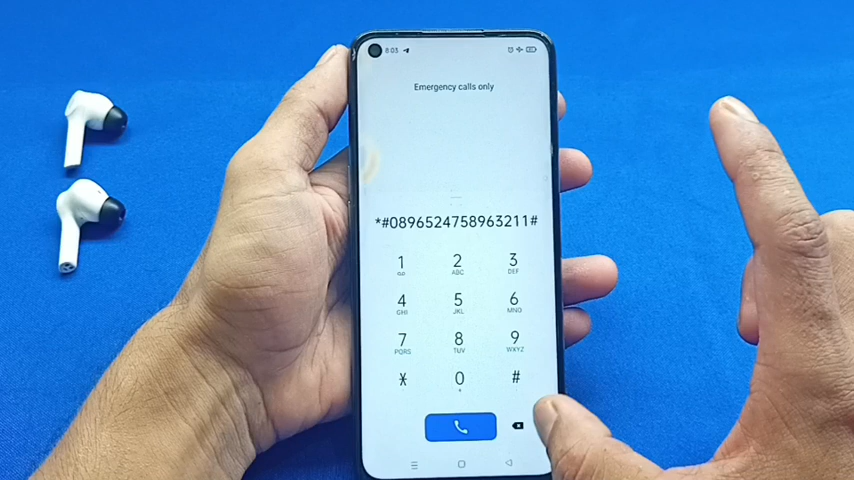 8:05
Emergency calls only
*#0896524758963211#
1 2 3
ABC DEF
4 5 6
GHI JKL MNO
7 8 9
PQRS TUV WXYZ
* 0 #
+